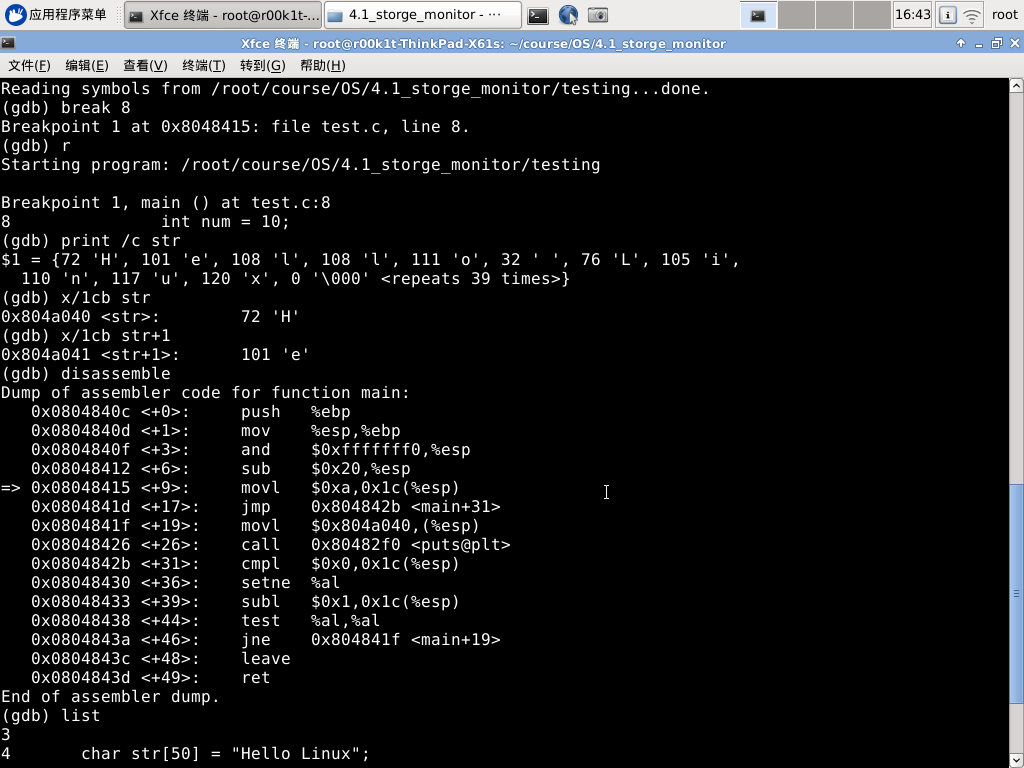 应用程序菜单 Xfce 终端 - root@r00k1t-... 4.1_storge_monitor - ··· 16:43 root
Xfce 终端 - root@r00k1t-ThinkPad-X61s: ~/course/OS/4.1_storge_monitor
文件(F) 编辑(E) 查看(V) 终端(T) 转到(G) 帮助(H)
Reading symbols from /root/course/OS/4.1_storge_monitor/testing...done.
(gdb) break 8
Breakpoint 1 at 0x8048415: file test.c, line 8.
(gdb) r
Starting program: /root/course/OS/4.1_storge_monitor/testing
Breakpoint 1, main () at test.c:8
8               int num = 10;
(gdb) print /c str
$1 = {72 'H', 101 'e', 108 'l', 108 'l', 111 'o', 32 ' ', 76 'L', 105 'i',
  110 'n', 117 'u', 120 'x', 0 '\000' <repeats 39 times>}
(gdb) x/1cb str
0x804a040 <str>:        72 'H'
(gdb) x/1cb str+1
0x804a041 <str+1>:      101 'e'
(gdb) disassemble
Dump of assembler code for function main:
   0x0804840c <+0>:     push   %ebp
   0x0804840d <+1>:     mov    %esp,%ebp
   0x0804840f <+3>:     and    $0xfffffff0,%esp
   0x08048412 <+6>:     sub    $0x20,%esp
=> 0x08048415 <+9>:     movl   $0xa,0x1c(%esp)
   0x0804841d <+17>:    jmp    0x804842b <main+31>
   0x0804841f <+19>:    movl   $0x804a040,(%esp)
   0x08048426 <+26>:    call   0x80482f0 <puts@plt>
   0x0804842b <+31>:    cmpl   $0x0,0x1c(%esp)
   0x08048430 <+36>:    setne  %al
   0x08048433 <+39>:    subl   $0x1,0x1c(%esp)
   0x08048438 <+44>:    test   %al,%al
   0x0804843a <+46>:    jne    0x804841f <main+19>
   0x0804843c <+48>:    leave
   0x0804843d <+49>:    ret
End of assembler dump.
(gdb) list
3
4       char str[50] = "Hello Linux";